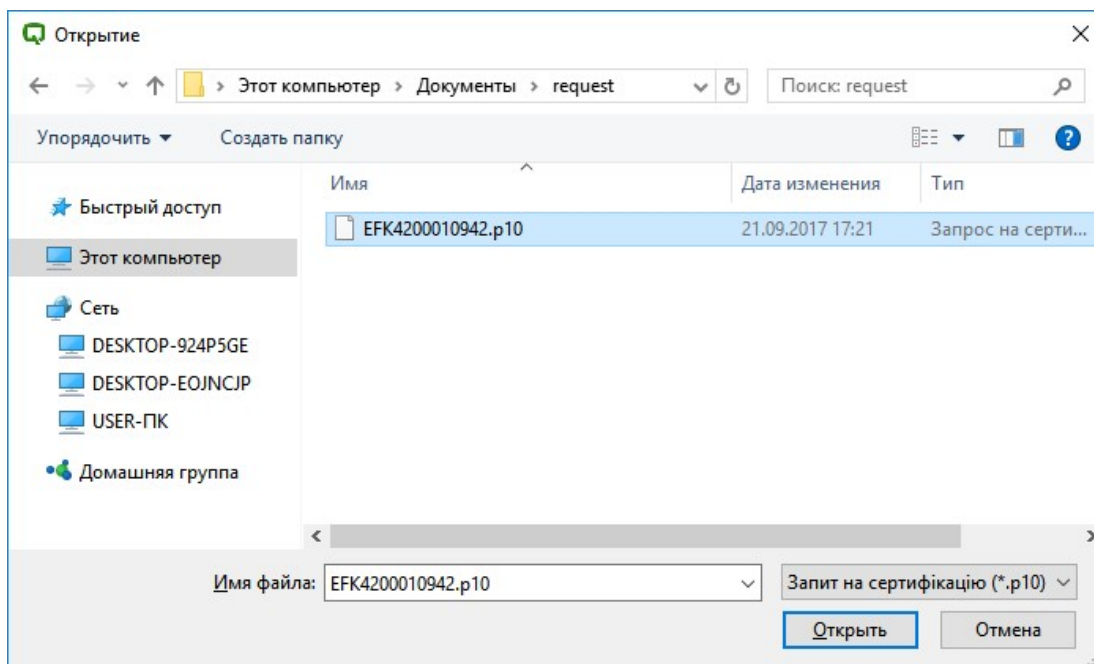 Открытие
Этот компьютер > Документы > request
Поиск: request
Упорядочить
Создать папку
Имя
Дата изменения
Тип
Быстрый доступ
EFK4200010942.p10
21.09.2017 17:21
Запрос на серти...
Этот компьютер
Сеть
DESKTOP-924P5GE
DESKTOP-EOJNCJP
USER-ПК
Домашняя группа
Имя файла:
EFK4200010942.p10
Запит на сертифікацію (*.p10)
Открыть
Отмена